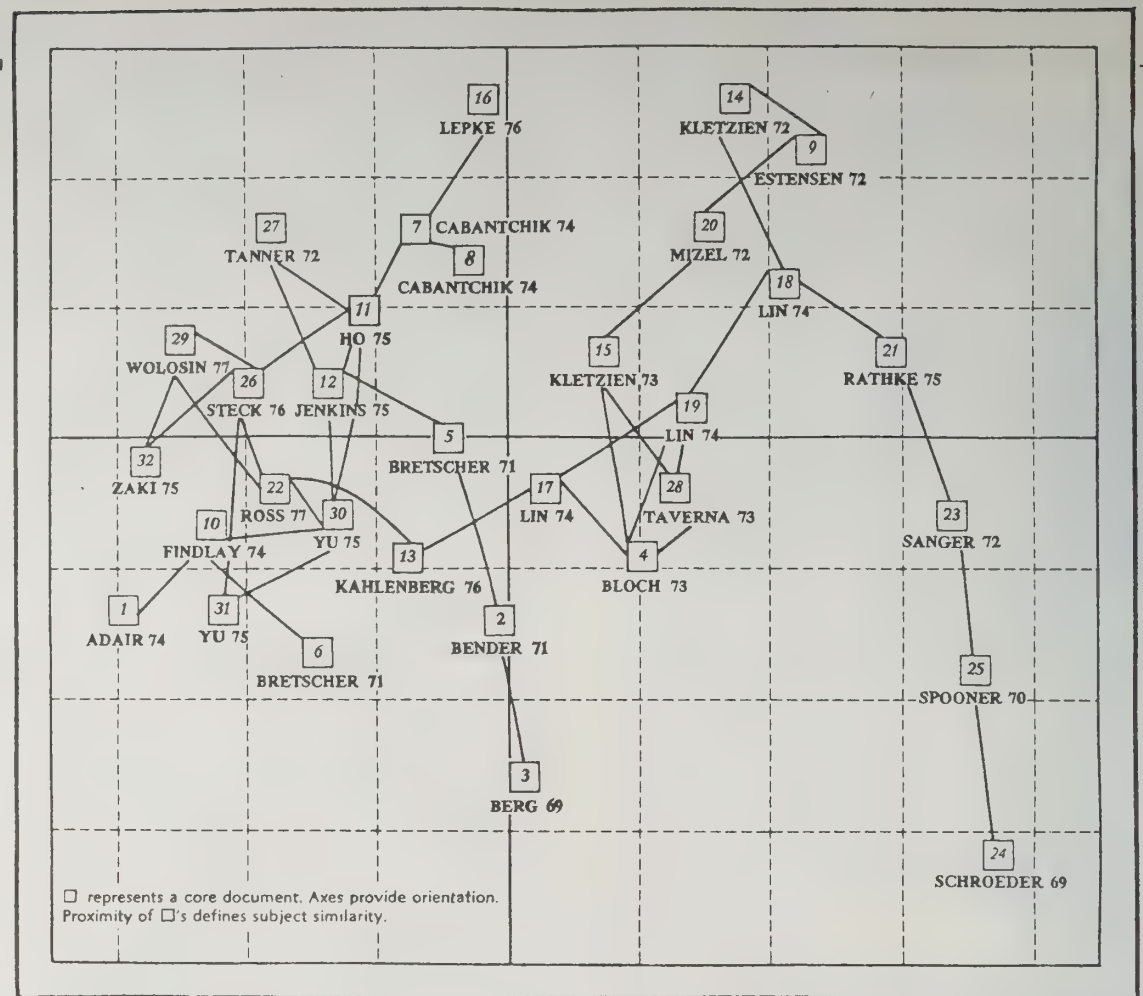 16
LEPKE 76
14
KLETZIEN 72
9
ESTENSEN 72
27
TANNER 72
7 CABANTCHIK 74
8
CABANTCHIK 74
20
MIZEL 72
18
LIN 74
11
HO 75
29
WOLOSIN 77
26
STECK 76
12
JENKINS 75
15
KLETZIEN 73
21
RATHKE 75
19
LIN 74
5
BRETSCHER 71
32
ZAKI 75
22
ROSS 77
17
LIN 74
28
TAVERNA 73
10
FINDLAY 74
30
YU 75
23
SANGER 72
13
KAHLENBERG 76
4
BLOCH 73
1
ADAIR 74
31
YU 75
2
BENDER 71
6
BRETSCHER 71
25
SPOONER 70
3
BERG 69
24
SCHROEDER 69
☐ represents a core document. Axes provide orientation.
Proximity of ☐'s defines subject similarity.